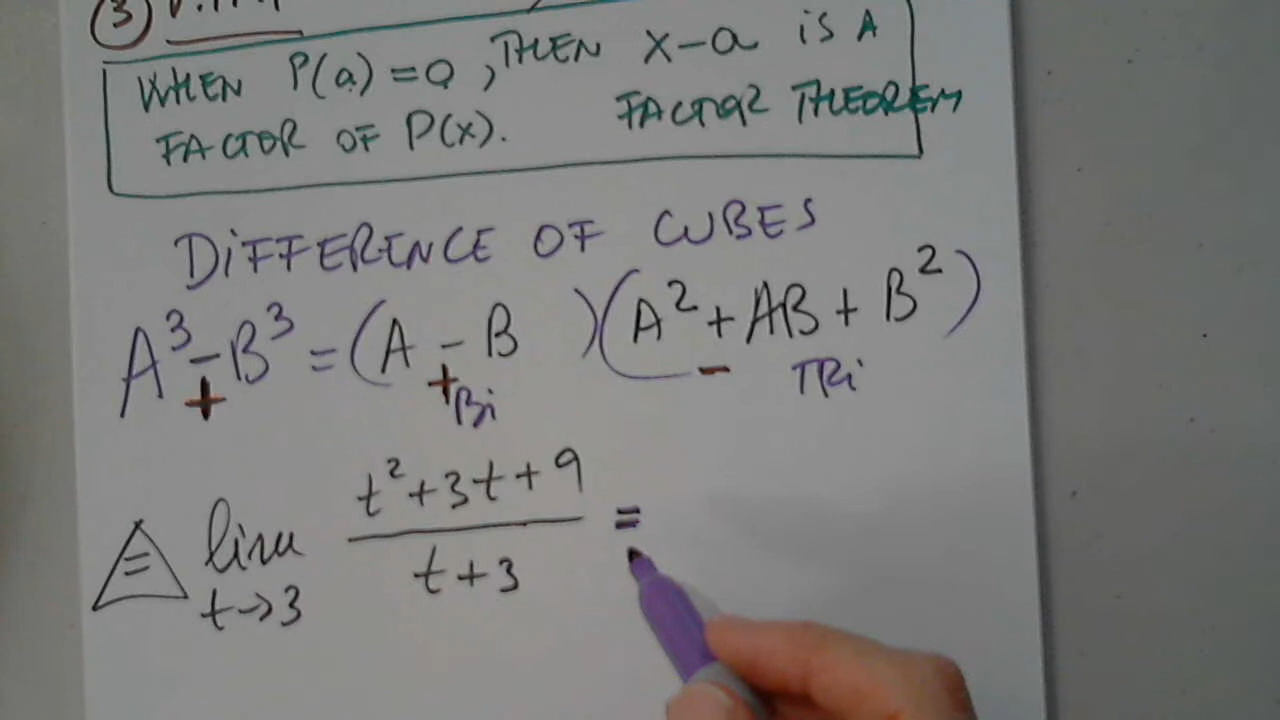 (3)
WHEN P(a)=0, THEN x-a is A
FACTOR OF P(x). FACTOR THEOREM
DiFFERENCE OF CUBES
A³-B³=(A-B)(A²+AB+B²)
+ + -
Bi TRi
= lim t²+3t+9 =
t→3 t+3